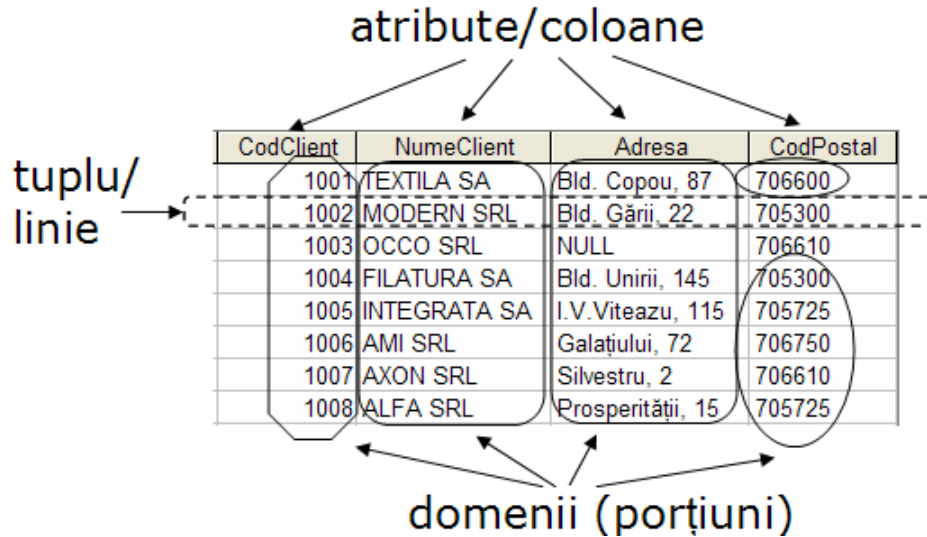 atribute/coloane
CodClient NumeClient Adresa CodPostal
tuplu/
linie
1001 TEXTILA SA Bld. Copou, 87 706600
1002 MODERN SRL Bld. Gării, 22 705300
1003 OCCO SRL NULL 706610
1004 FILATURA SA Bld. Unirii, 145 705300
1005 INTEGRATA SA I.V.Viteazu, 115 705725
1006 AMI SRL Galațiului, 72 706750
1007 AXON SRL Silvestru, 2 706610
1008 ALFA SRL Prosperității, 15 705725
domenii (porțiuni)